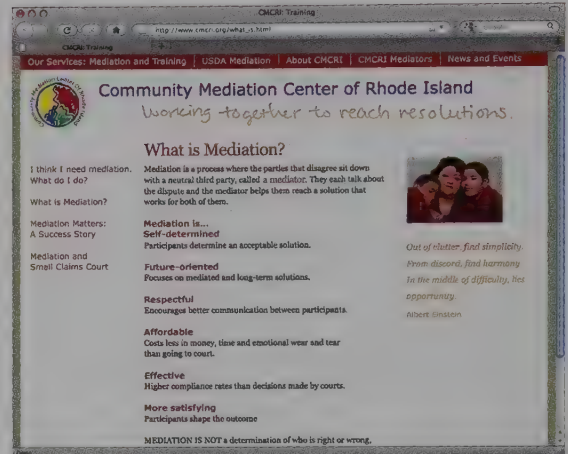 CMCRI: Training
http://www.cmcri.org/what_is.html
CMCRI: Training
Our Services: Mediation and Training | USDA Mediation | About CMCRI | CMCRI Mediators | News and Events
Community Mediation Center Of Rhode Island
Community Mediation Center of Rhode Island
Working together to reach resolutions.
I think I need mediation.
What do I do?
What is Mediation?
Mediation Matters:
A Success Story
Mediation and
Small Claims Court
What is Mediation?
Mediation is a process where the parties that disagree sit down
with a neutral third party, called a mediator. They each talk about
the dispute and the mediator helps them reach a solution that
works for both of them.
Mediation is...
Self-determined
Participants determine an acceptable solution.
Future-oriented
Focuses on mediated and long-term solutions.
Respectful
Encourages better communication between participants.
Affordable
Costs less in money, time and emotional wear and tear
than going to court.
Effective
Higher compliance rates than decisions made by courts.
More satisfying
Participants shape the outcome
MEDIATION IS NOT a determination of who is right or wrong,
Out of clutter, find simplicity.
From discord, find harmony
In the middle of difficulty, lies
opportunity.
Albert Einstein